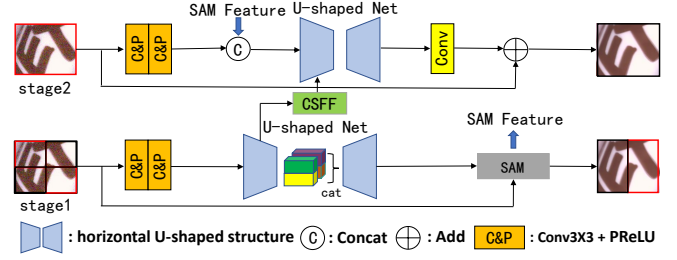 SAM Feature
U-shaped Net
C&P C&P
C
Conv
stage2
CSFF
U-shaped Net
SAM Feature
C&P C&P
cat
SAM
stage1
: horizontal U-shaped structure C : Concat : Add C&P : Conv3X3 + PReLU